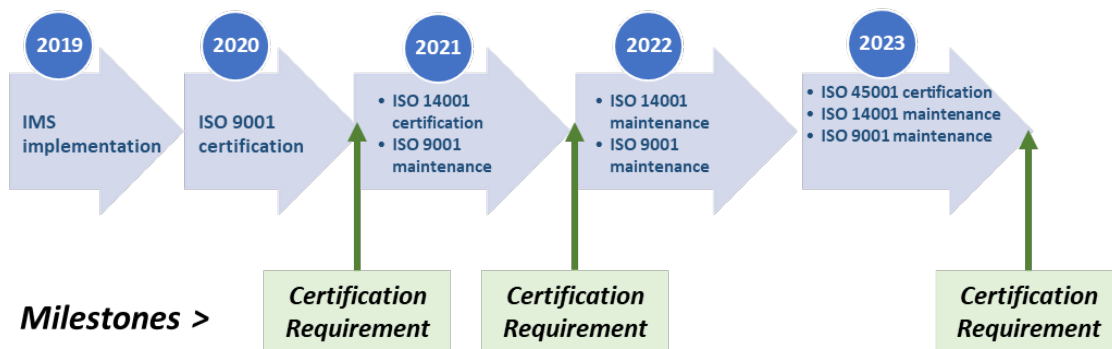 2019
IMS
implementation
2020
ISO 9001
certification
2021
• ISO 14001
certification
• ISO 9001
maintenance
2022
• ISO 14001
maintenance
• ISO 9001
maintenance
2023
• ISO 45001 certification
• ISO 14001 maintenance
• ISO 9001 maintenance
Milestones >
Certification
Requirement
Certification
Requirement
Certification
Requirement